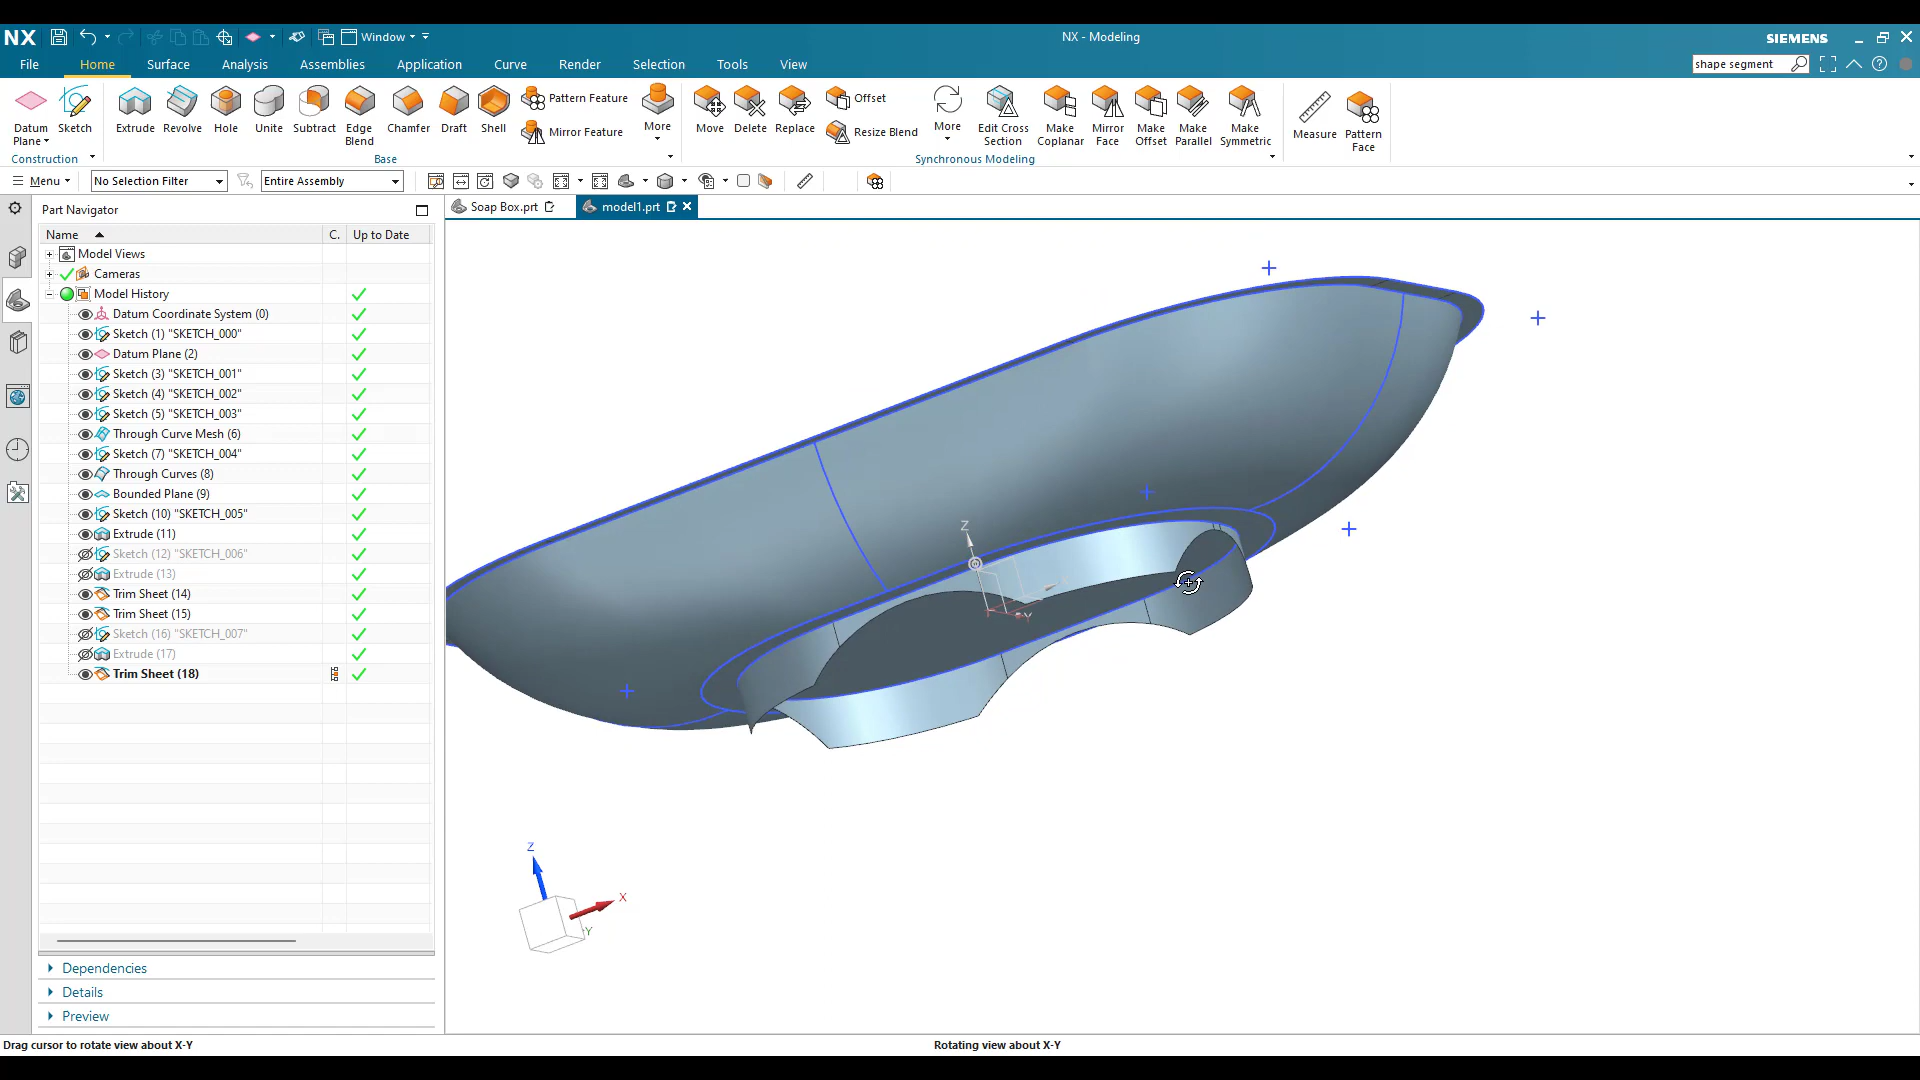 NX
Window
NX - Modeling
SIEMENS
File
Home
Surface
Analysis
Assemblies
Application
Curve
Render
Selection
Tools
View
shape segment
Datum Plane
Sketch
Construction
Extrude
Revolve
Hole
Unite
Subtract
Edge Blend
Chamfer
Draft
Shell
Pattern Feature
Mirror Feature
More
Base
Move
Delete
Replace
Offset
Resize Blend
More
Edit Cross Section
Make Coplanar
Mirror Face
Make Offset
Make Parallel
Make Symmetric
Synchronous Modeling
Measure
Pattern Face
Menu
No Selection Filter
Entire Assembly
Part Navigator
Soap Box.prt
model1.prt
Name C. Up to Date
Model Views
Cameras
Model History
Datum Coordinate System (0)
Sketch (1) "SKETCH_000"
Datum Plane (2)
Sketch (3) "SKETCH_001"
Sketch (4) "SKETCH_002"
Sketch (5) "SKETCH_003"
Through Curve Mesh (6)
Sketch (7) "SKETCH_004"
Through Curves (8)
Bounded Plane (9)
Sketch (10) "SKETCH_005"
Extrude (11)
Sketch (12) "SKETCH_006"
Extrude (13)
Trim Sheet (14)
Trim Sheet (15)
Sketch (16) "SKETCH_007"
Extrude (17)
Trim Sheet (18)
Z
Y
Z
X
Y
Dependencies
Details
Preview
Drag cursor to rotate view about X-Y
Rotating view about X-Y